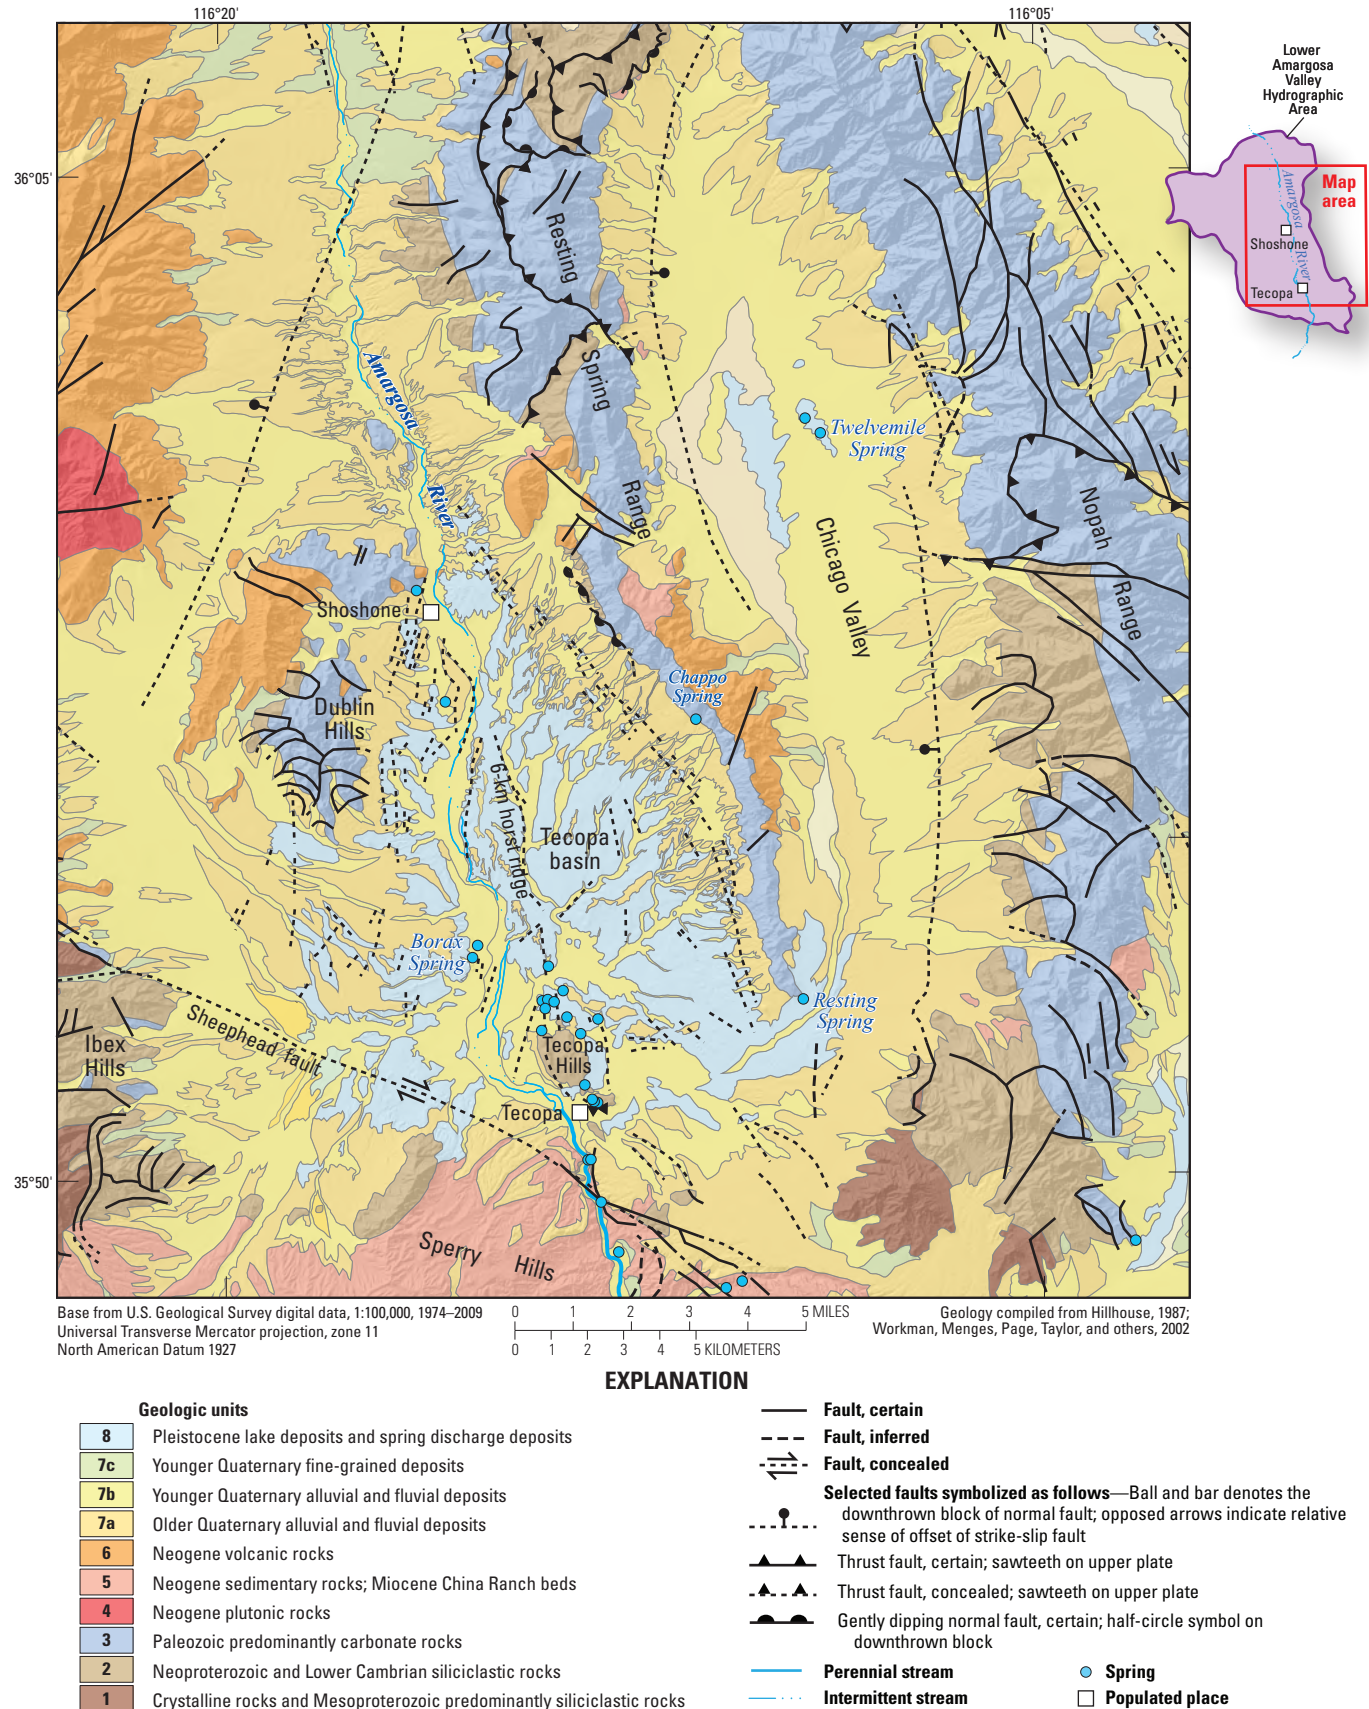 116°20'
116°05'
36°05'
35°50'
Lower
Amargosa
Valley
Hydrographic
Area
Map
area
Amargosa
River
Shoshone
Tecopa
Resting
Spring
Range
Amargosa
River
Twelvemile
Spring
Chicago Valley
Nopah
Range
Shoshone
Chappo
Spring
Dublin
Hills
6-km horst ridge
Tecopa
basin
Borax
Spring
Resting
Spring
Sheephead fault
Ibex
Hills
Tecopa
Hills
Tecopa
Sperry Hills
Base from U.S. Geological Survey digital data, 1:100,000, 1974–2009
Universal Transverse Mercator projection, zone 11
North American Datum 1927
0 1 2 3 4 5 MILES
0 1 2 3 4 5 KILOMETERS
Geology compiled from Hillhouse, 1987;
Workman, Menges, Page, Taylor, and others, 2002
EXPLANATION
Geologic units
8 Pleistocene lake deposits and spring discharge deposits
7c Younger Quaternary fine-grained deposits
7b Younger Quaternary alluvial and fluvial deposits
7a Older Quaternary alluvial and fluvial deposits
6 Neogene volcanic rocks
5 Neogene sedimentary rocks; Miocene China Ranch beds
4 Neogene plutonic rocks
3 Paleozoic predominantly carbonate rocks
2 Neoproterozoic and Lower Cambrian siliciclastic rocks
1 Crystalline rocks and Mesoproterozoic predominantly siliciclastic rocks
Fault, certain
Fault, inferred
Fault, concealed
Selected faults symbolized as follows—Ball and bar denotes the
downthrown block of normal fault; opposed arrows indicate relative
sense of offset of strike-slip fault
Thrust fault, certain; sawteeth on upper plate
Thrust fault, concealed; sawteeth on upper plate
Gently dipping normal fault, certain; half-circle symbol on
downthrown block
Perennial stream
Intermittent stream
Spring
Populated place